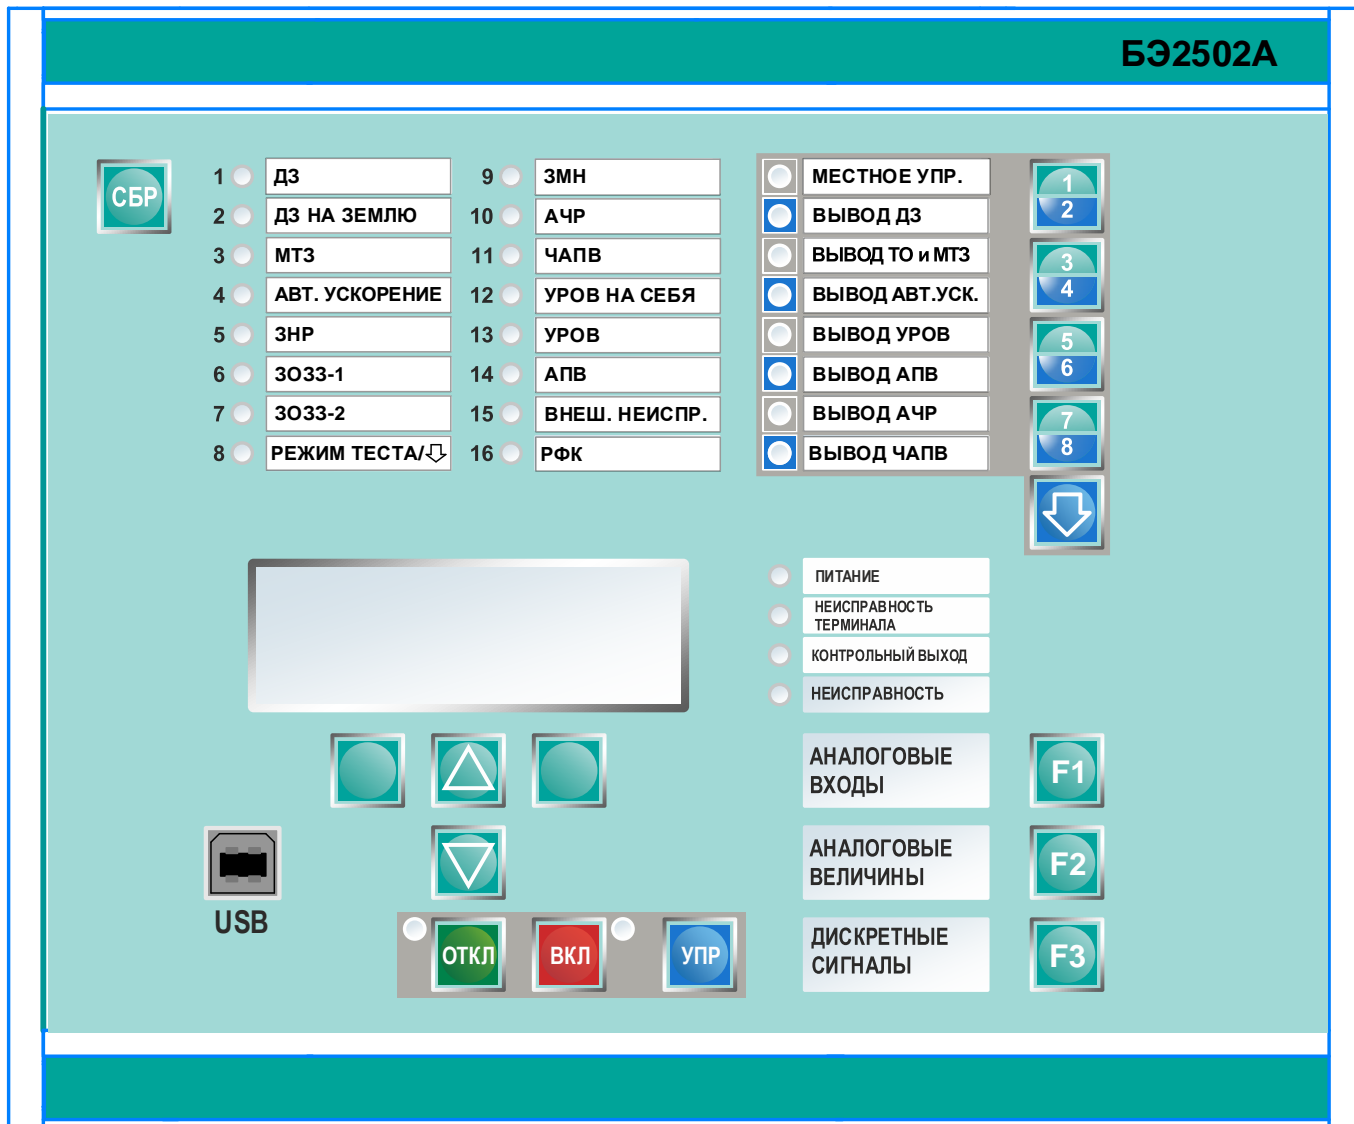 БЭ2502А
СБР
1 ДЗ
2 ДЗ НА ЗЕМЛЮ
3 МТЗ
4 АВТ. УСКОРЕНИЕ
5 ЗНР
6 ЗОЗЗ-1
7 ЗОЗЗ-2
8 РЕЖИМ ТЕСТА/
9 ЗМН
10 АЧР
11 ЧАПВ
12 УРОВ НА СЕБЯ
13 УРОВ
14 АПВ
15 ВНЕШ. НЕИСПР.
16 РФК
МЕСТНОЕ УПР.
ВЫВОД ДЗ
ВЫВОД ТО и МТЗ
ВЫВОД АВТ.УСК.
ВЫВОД УРОВ
ВЫВОД АПВ
ВЫВОД АЧР
ВЫВОД ЧАПВ
1
2
3
4
5
6
7
8
ПИТАНИЕ
НЕИСПРАВНОСТЬ
ТЕРМИНАЛА
КОНТРОЛЬНЫЙ ВЫХОД
НЕИСПРАВНОСТЬ
АНАЛОГОВЫЕ
ВХОДЫ
F1
АНАЛОГОВЫЕ
ВЕЛИЧИНЫ
F2
ДИСКРЕТНЫЕ
СИГНАЛЫ
F3
USB
ОТКЛ
ВКЛ
УПР